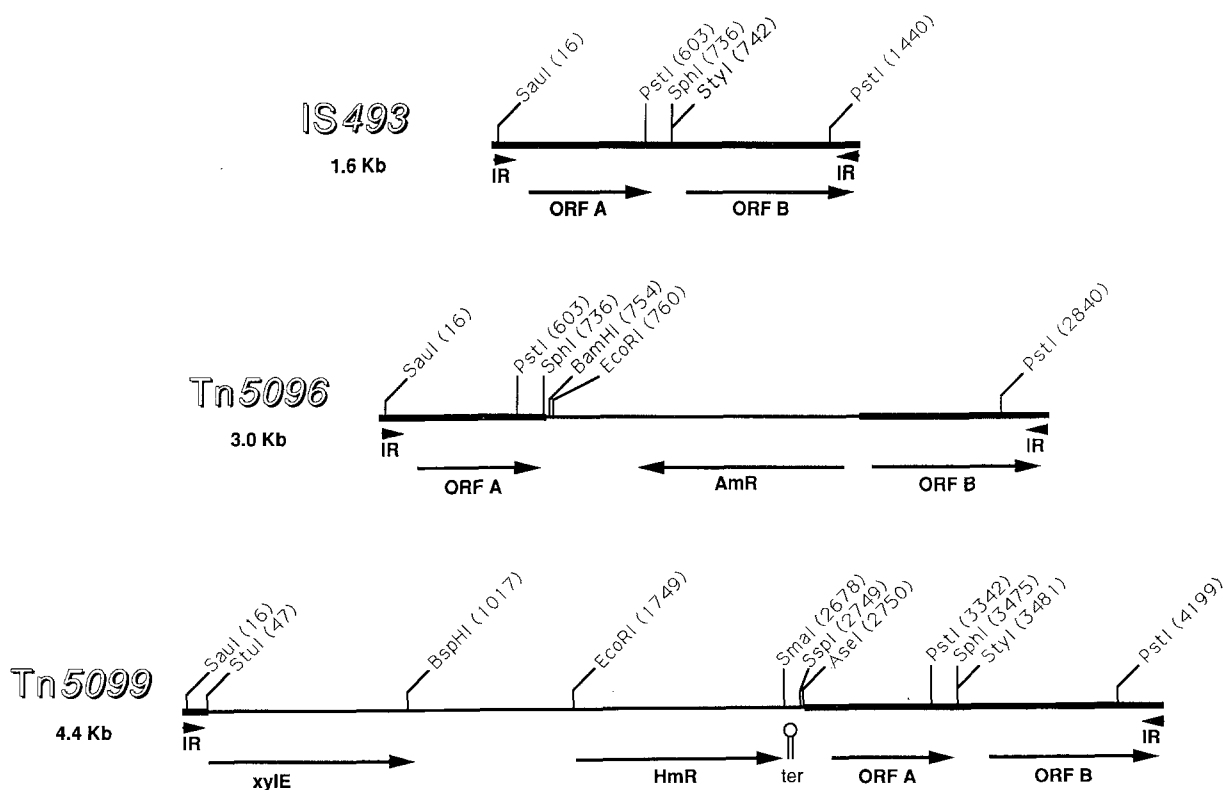 IS493
1.6 Kb
SauI (16)
PstI (603)
SphI (736)
StyI (742)
PstI (1440)
IR
IR
ORF A
ORF B
Tn5096
3.0 Kb
SauI (16)
PstI (603)
SphI (736)
BamHI (754)
EcoRI (760)
PstI (2840)
IR
IR
ORF A
AmR
ORF B
Tn5099
4.4 Kb
SauI (16)
StuI (47)
BspHI (1017)
EcoRI (1749)
SmaI (2678)
SspI (2749)
AseI (2750)
PstI (3342)
SphI (3475)
StyI (3481)
PstI (4199)
IR
IR
xylE
HmR
ter
ORF A
ORF B